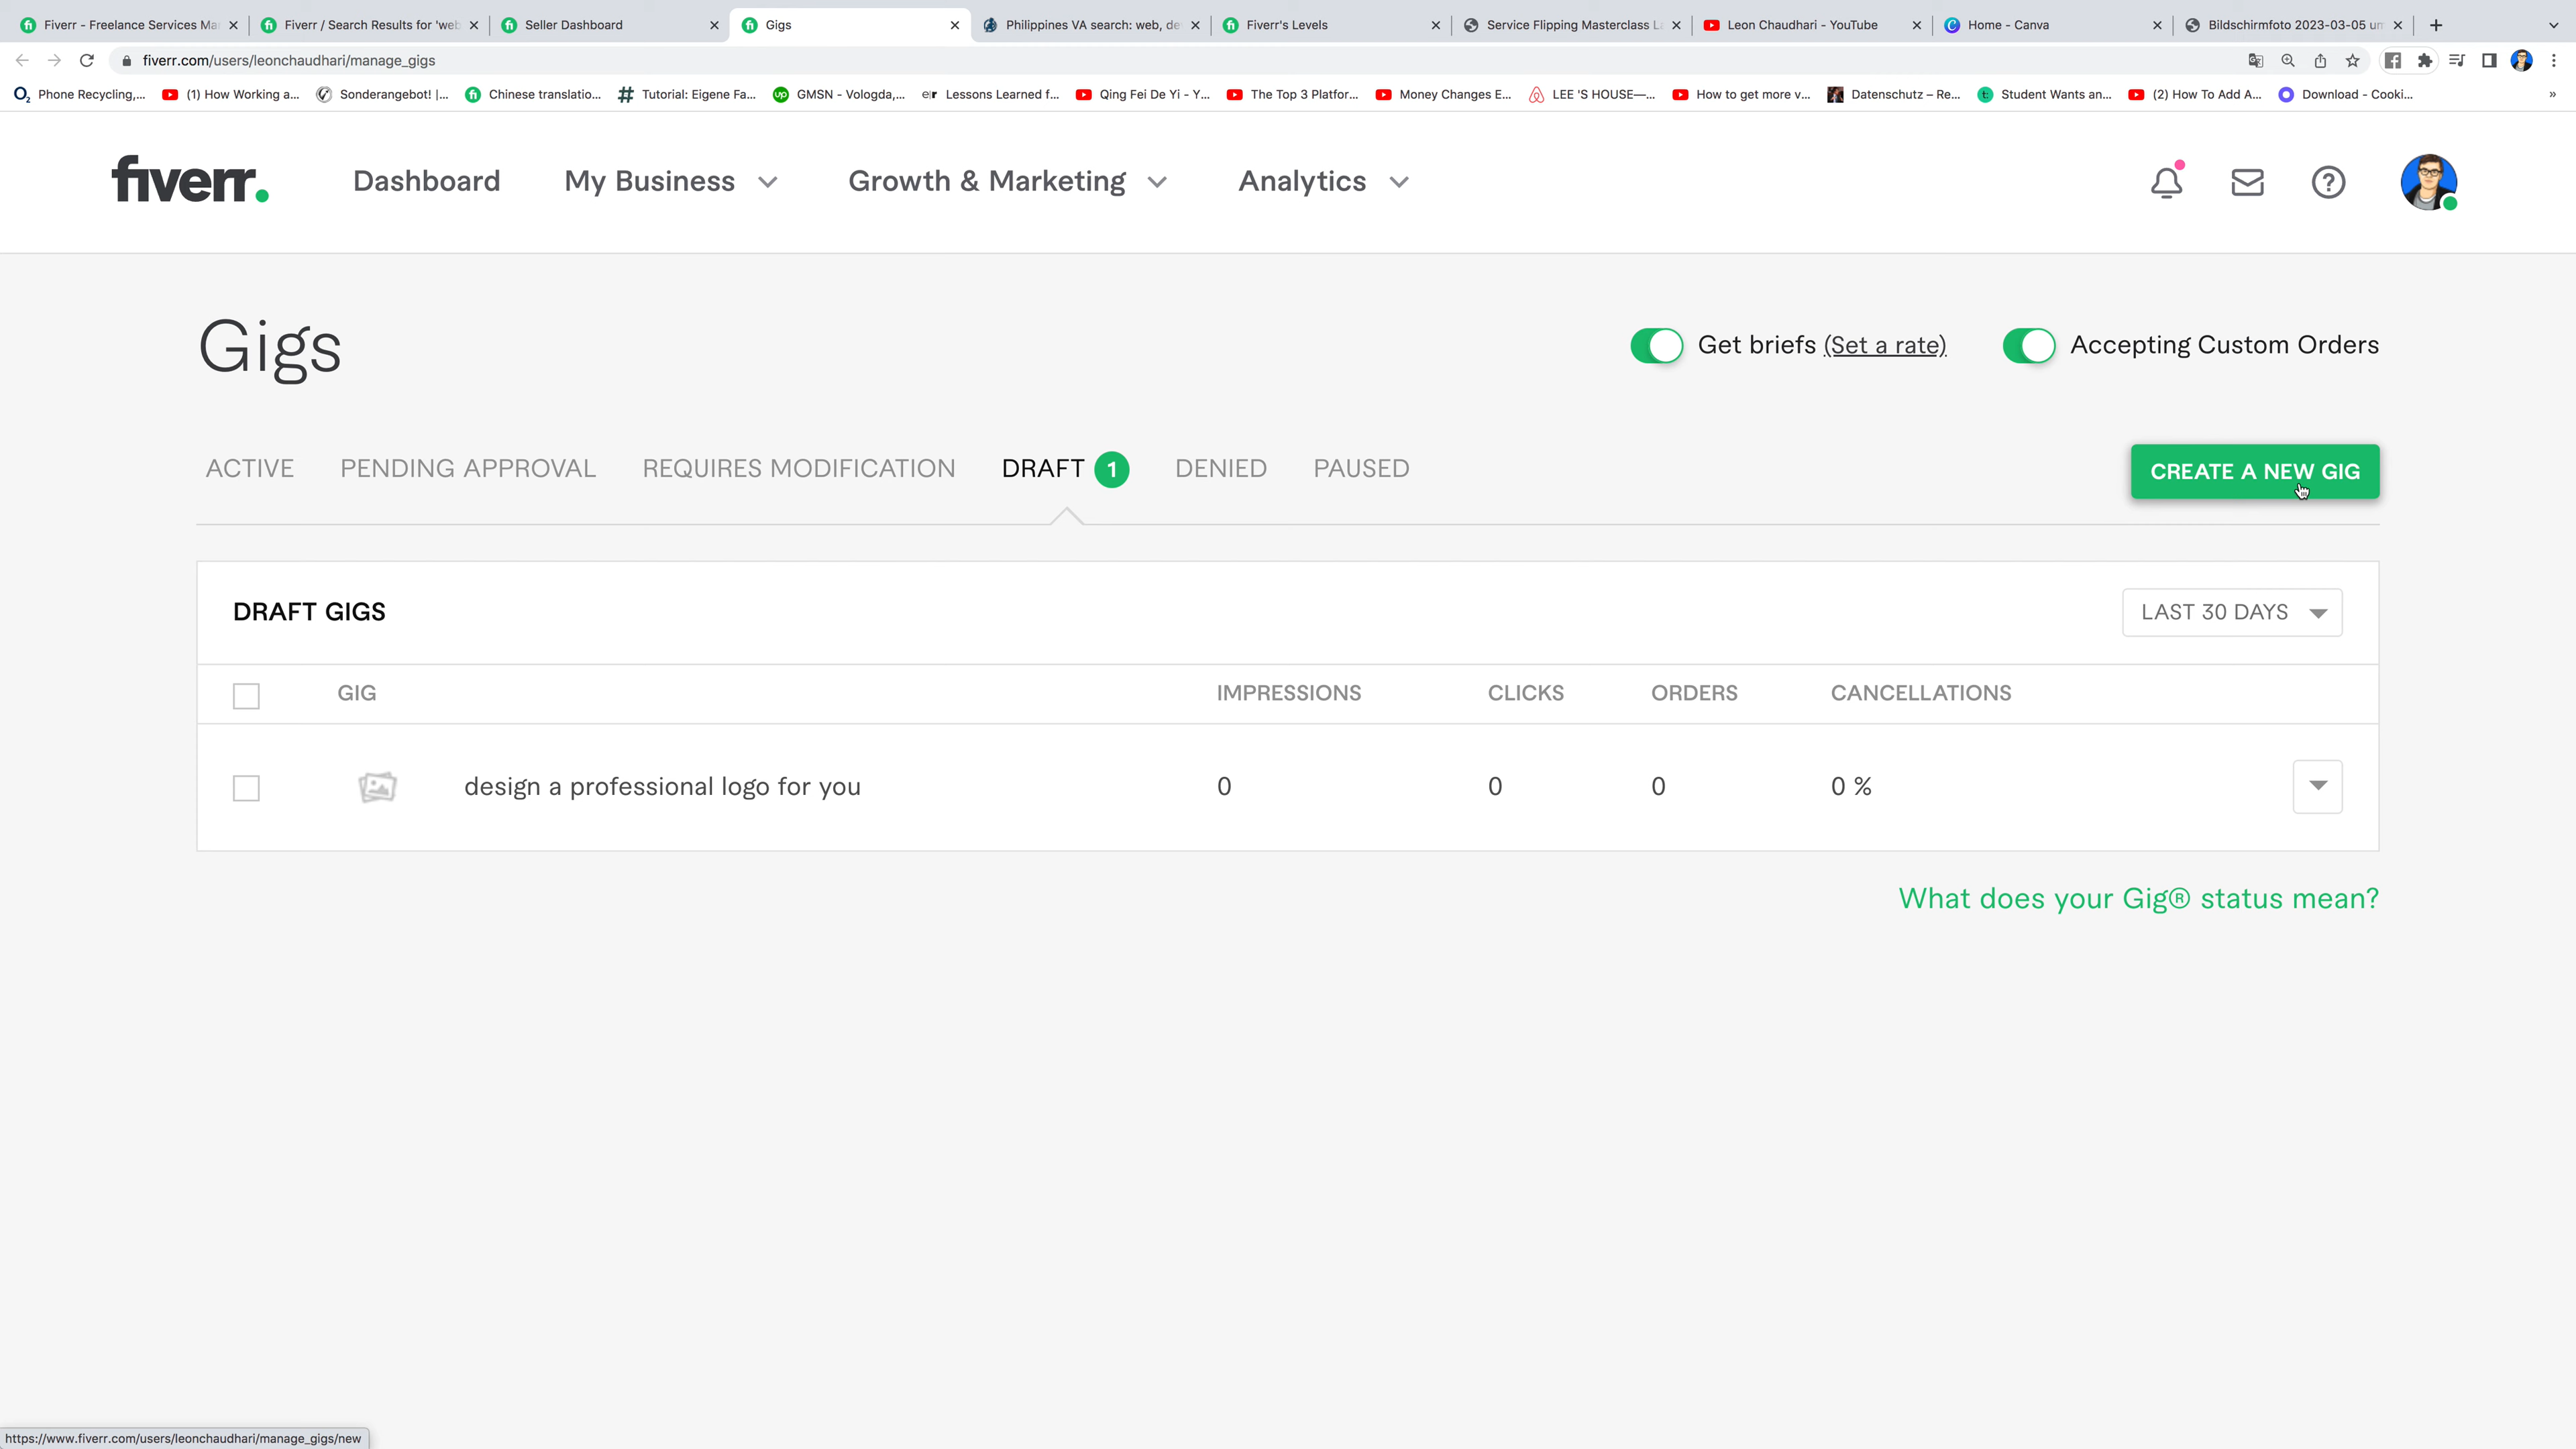 Fiverr - Freelance Services Ma
Fiverr / Search Results for 'web
Seller Dashboard
Gigs
Philippines VA search: web, de
Fiverr's Levels
Service Flipping Masterclass La
Leon Chaudhari - YouTube
Home - Canva
Bildschirmfoto 2023-03-05 um
fiverr.com/users/leonchaudhari/manage_gigs
Phone Recycling,...
(1) How Working a...
Sonderangebot! |...
Chinese translatio...
Tutorial: Eigene Fa...
GMSN - Vologda,...
Lessons Learned f...
Qing Fei De Yi - Y...
The Top 3 Platfor...
Money Changes E...
LEE 'S HOUSE—...
How to get more v...
Datenschutz – Re...
Student Wants an...
(2) How To Add A...
Download - Cooki...
»
fiverr. Dashboard My Business Growth & Marketing Analytics
Gigs
Get briefs (Set a rate) Accepting Custom Orders
ACTIVE PENDING APPROVAL REQUIRES MODIFICATION DRAFT 1 DENIED PAUSED CREATE A NEW GIG
DRAFT GIGS LAST 30 DAYS
GIG IMPRESSIONS CLICKS ORDERS CANCELLATIONS
design a professional logo for you 0 0 0 0 %
What does your Gig® status mean?
https://www.fiverr.com/users/leonchaudhari/manage_gigs/new